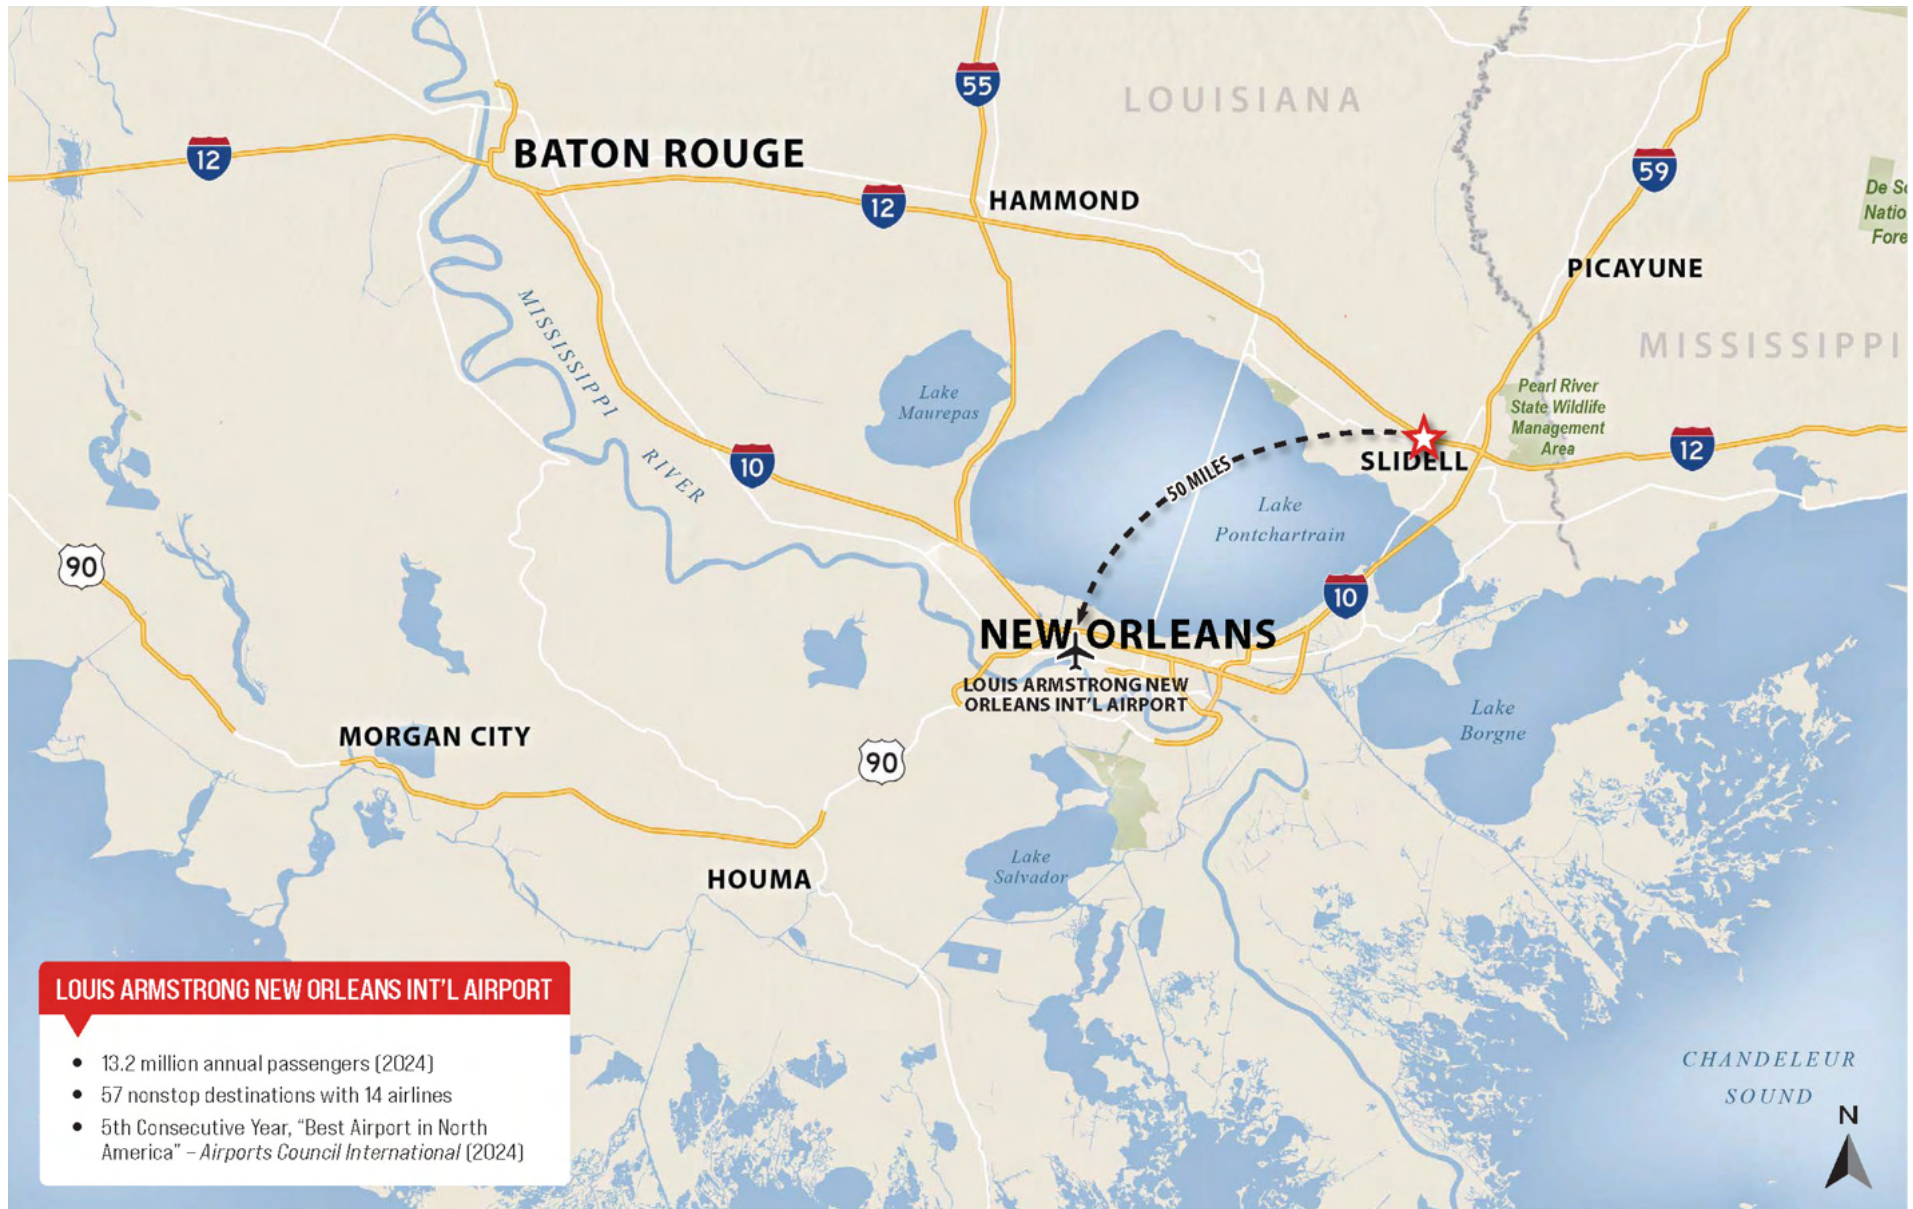 55
LOUISIANA
12
BATON ROUGE
59
De S
Natio
Fore
12
HAMMOND
PICAYUNE
MISSISSIPPI
MISSISSIPPI
RIVER
Lake
Maurepas
Pearl River
State Wildlife
Management
Area
10
12
SLIDELL
50 MILES
Lake
Pontchartrain
90
10
NEW ORLEANS
LOUIS ARMSTRONG NEW
ORLEANS INT'L AIRPORT
Lake
Borgne
MORGAN CITY
90
Lake
Salvador
HOUMA
LOUIS ARMSTRONG NEW ORLEANS INT'L AIRPORT
• 13.2 million annual passengers (2024)
• 57 nonstop destinations with 14 airlines
• 5th Consecutive Year, “Best Airport in North
America” – Airports Council International (2024)
CHANDELEUR
SOUND
N